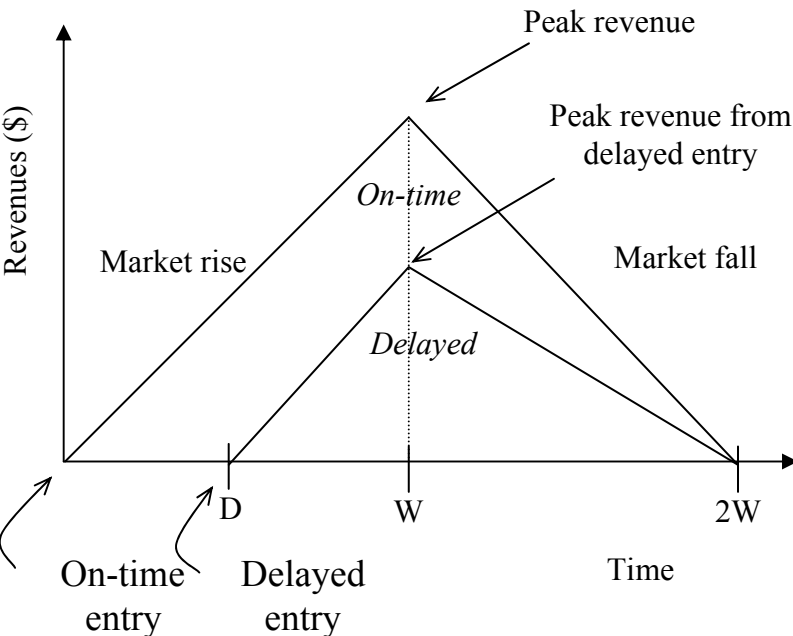 Peak revenue
Peak revenue from
delayed entry
Revenues ($)
On-time
Market rise
Market fall
Delayed
D
W
2W
On-time
entry
Delayed
entry
Time